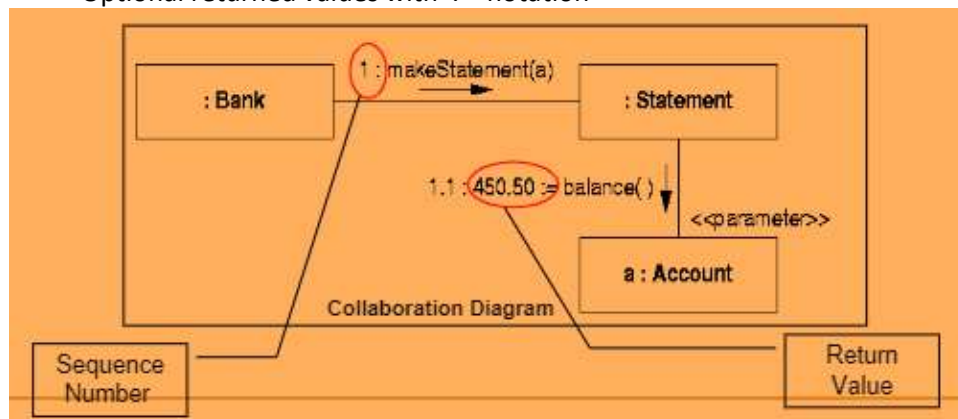 Optional returned values with ':=' notation
1 : makeStatement(a)
: Bank
: Statement
1.1 : 450.50 := balance( )
<<parameter>>
a : Account
Collaboration Diagram
Sequence
Number
Return
Value